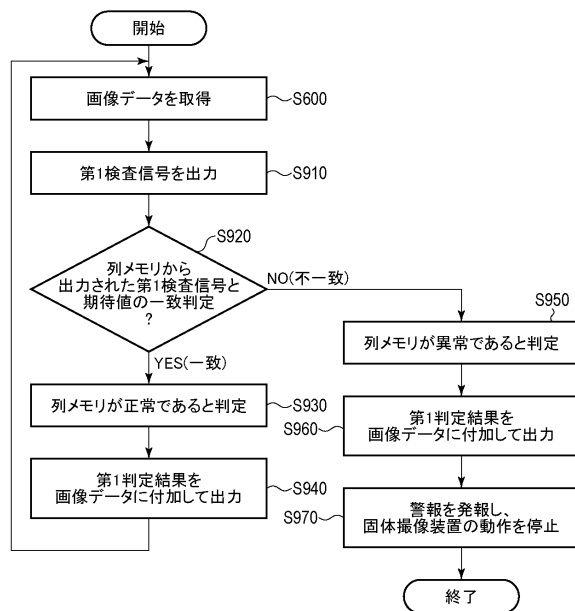 開始
画像データを取得
S600
第1検査信号を出力
S910
S920
列メモリから
出力された第1検査信号と
期待値の一致判定
?
NO(不一致)
YES(一致)
列メモリが正常であると判定
S930
第1判定結果を
画像データに付加して出力
S940
S950
列メモリが異常であると判定
第1判定結果を
画像データに付加して出力
S960
警報を発報し、
固体撮像装置の動作を停止
S970
終了